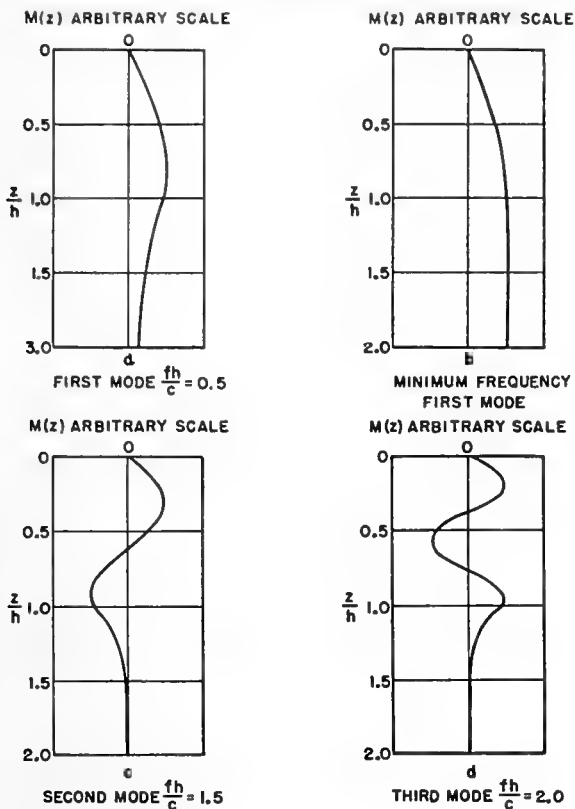 M(z) ARBITRARY SCALE
0
0
0.5
z/h 1.0
1.5
3.0
a
FIRST MODE fh/c = 0.5
M(z) ARBITRARY SCALE
0
0
0.5
z/h 1.0
1.5
2.0
b
MINIMUM FREQUENCY
FIRST MODE
M(z) ARBITRARY SCALE
0
0
0.5
z/h 1.0
1.5
2.0
c
SECOND MODE fh/c = 1.5
M(z) ARBITRARY SCALE
0
0
0.5
z/h 1.0
1.5
2.0
d
THIRD MODE fh/c = 2.0